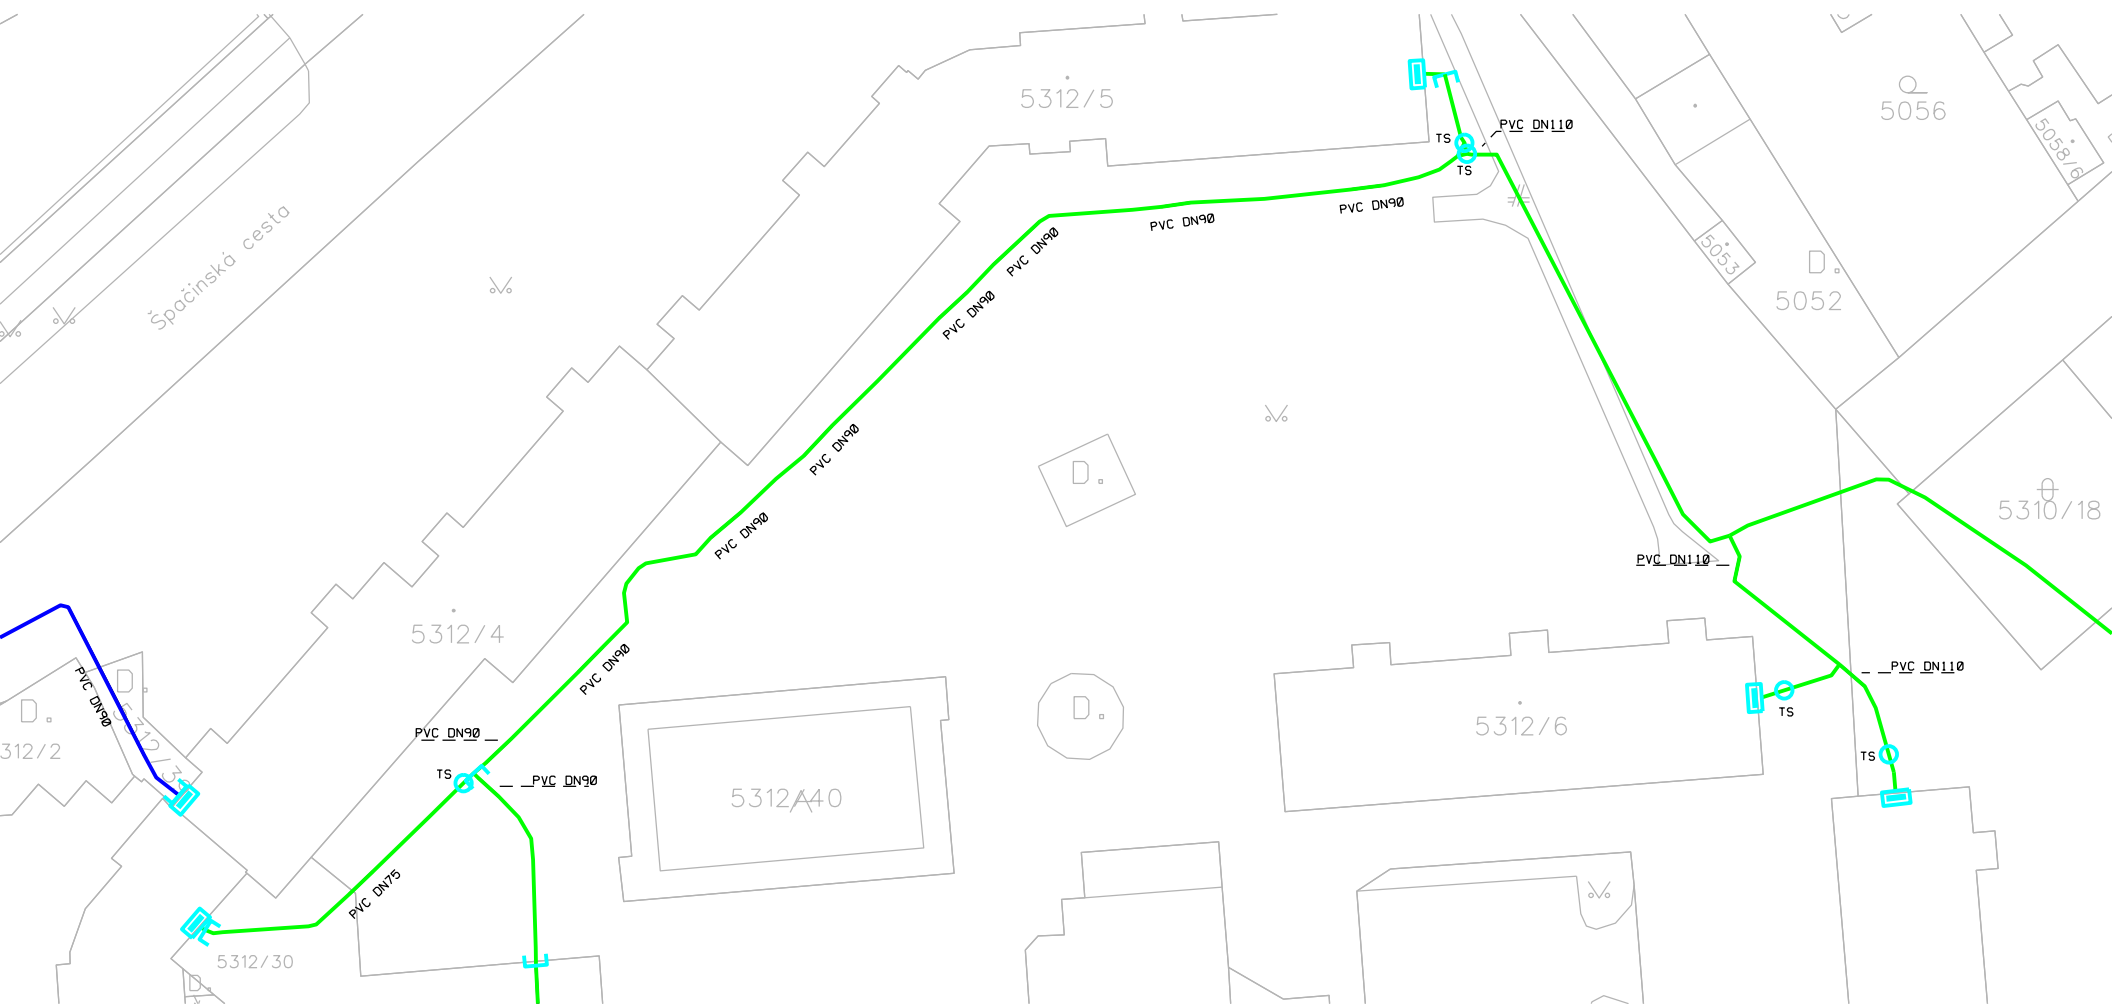 5312/5
5056
PVC DN110
TS
TS
5058/6
PVC DN90
PVC DN90
Špačinská cesta
5053
D.
5052
PVC DN90
PVC DN90
PVC DN90
D.
5310/18
PVC DN90
PVC DN110
5312/4
PVC DN90
PVC DN110
D.
PVC DN90
D.
D.
TS
5312/6
312/2
PVC DN90
TS
TS
PVC DN90
5312/40
PVC DN75
5312/30
D.